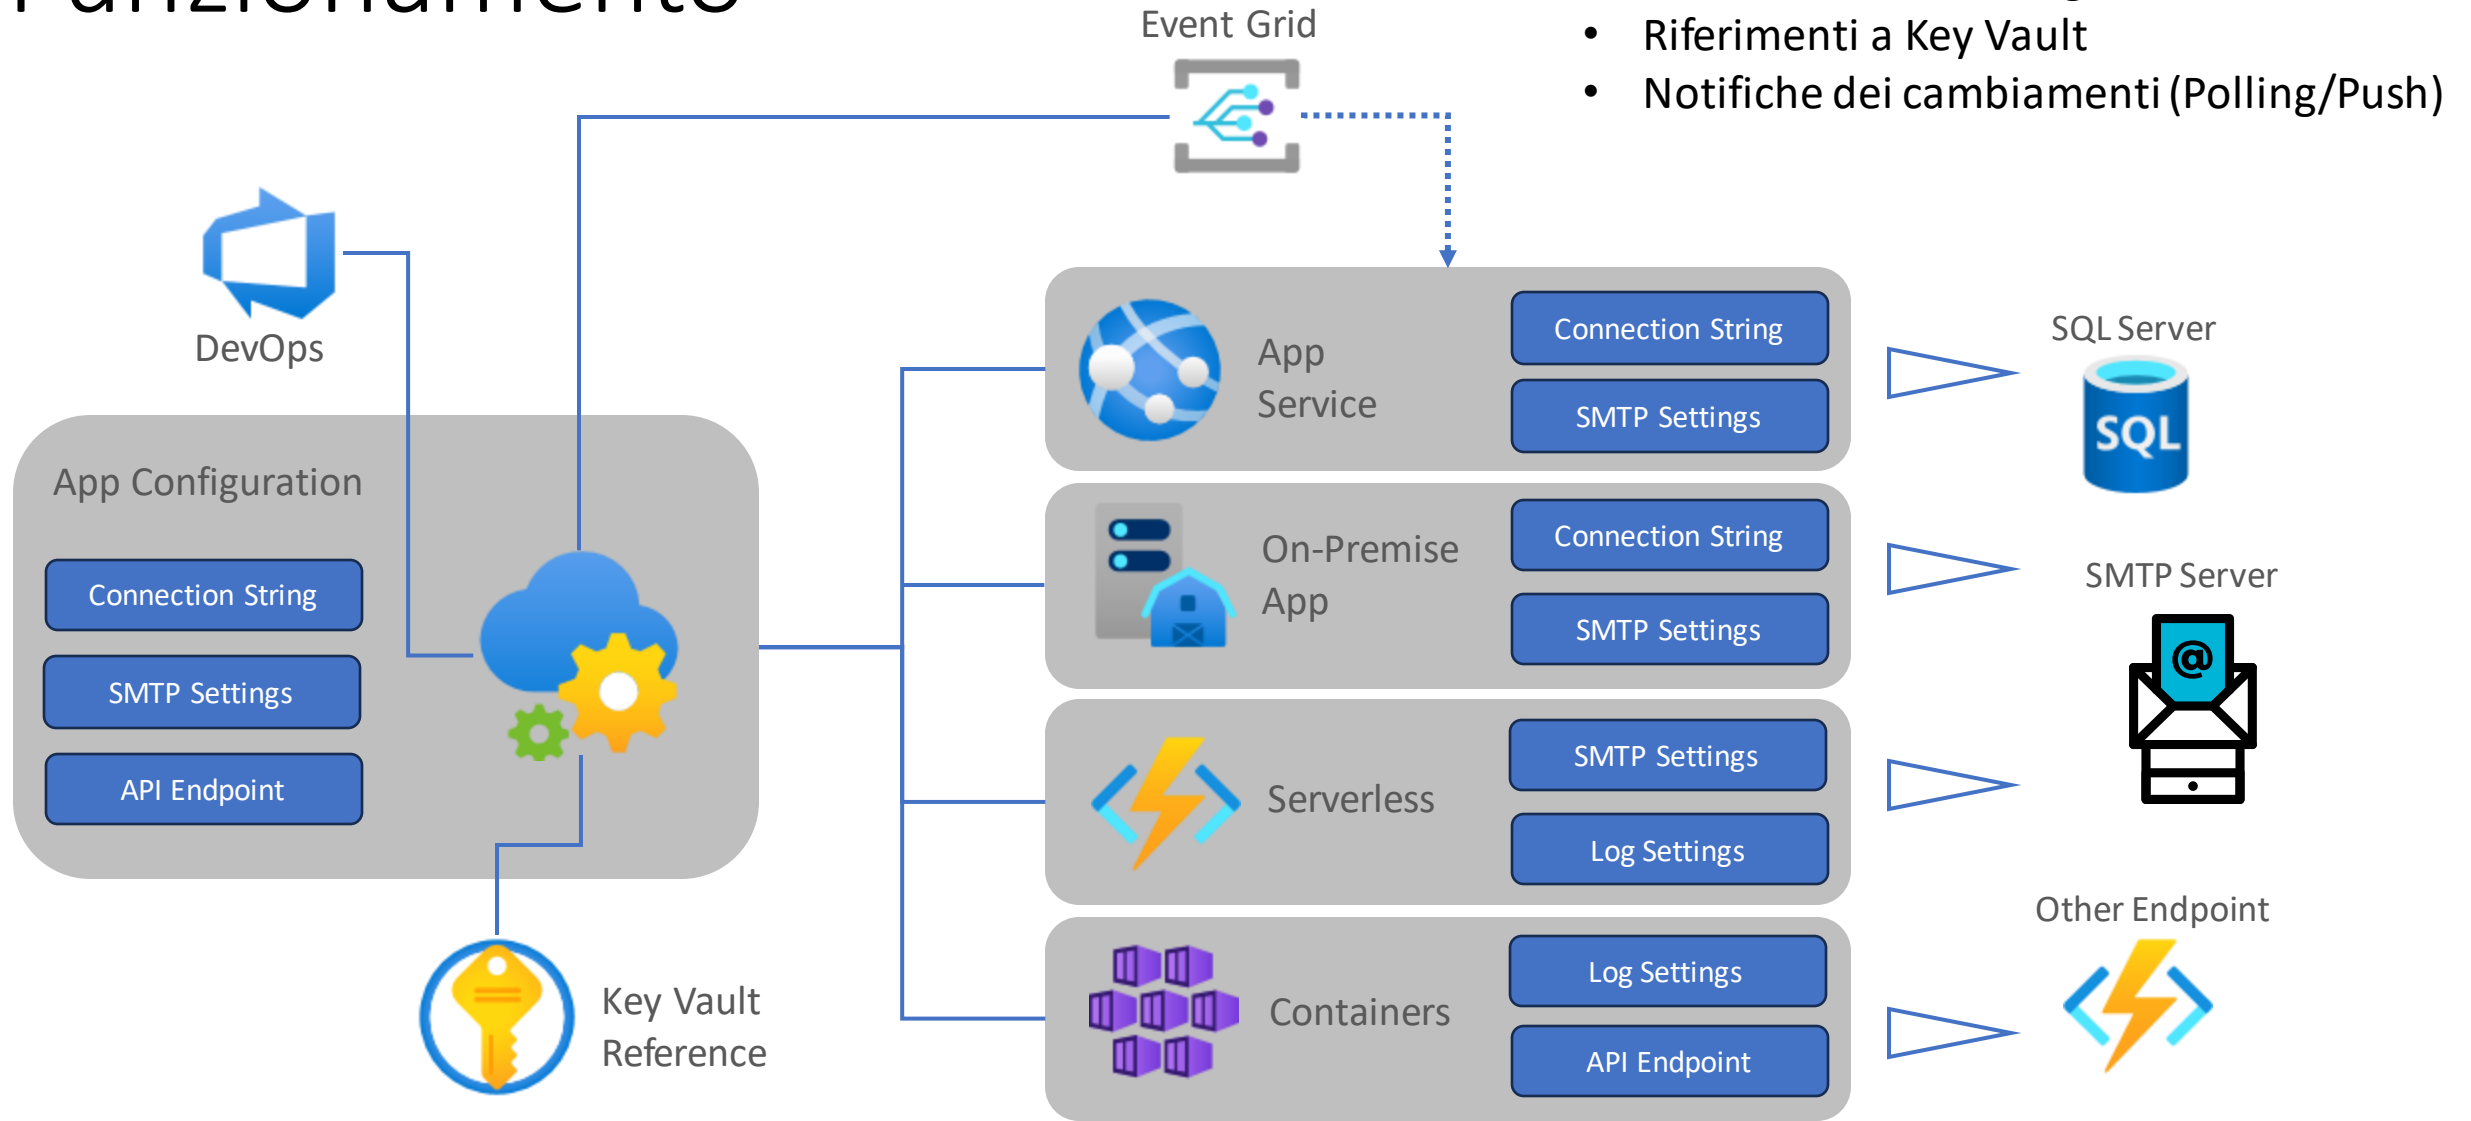 Funzionamento
Event Grid
• Riferimenti a Key Vault
• Notifiche dei cambiamenti (Polling/Push)
DevOps
App Configuration
Connection String
SMTP Settings
API Endpoint
Key Vault
Reference
App
Service
Connection String
SMTP Settings
On-Premise
App
Connection String
SMTP Settings
Serverless
SMTP Settings
Log Settings
Containers
Log Settings
API Endpoint
SQL Server
SQL
SMTP Server
@
Other Endpoint